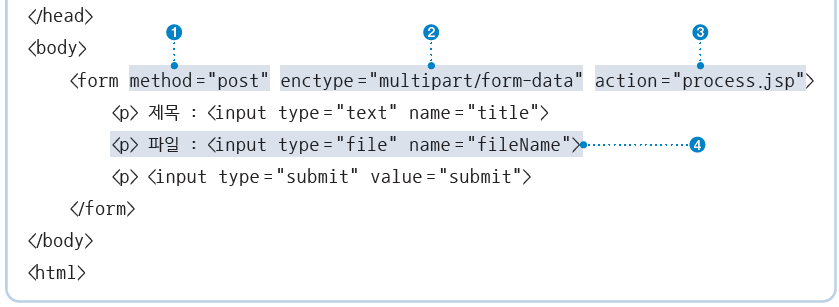 </head>
<body>
❶ ❷ ❸
<form method="post" enctype="multipart/form-data" action="process.jsp">
<p> 제목 : <input type="text" name="title">
<p> 파일 : <input type="file" name="fileName"> ❹
<p> <input type="submit" value="submit">
</form>
</body>
<html>